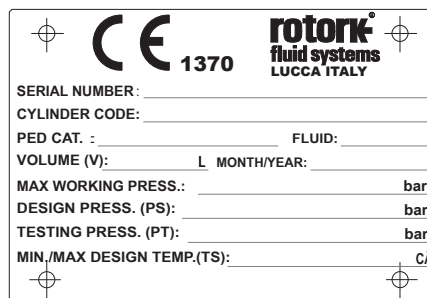 CE 1370
rotork®
fluid systems
LUCCA ITALY
SERIAL NUMBER:
CYLINDER CODE:
PED CAT. : FLUID:
VOLUME (V): L MONTH/YEAR:
MAX WORKING PRESS.: bar
DESIGN PRESS. (PS): bar
TESTING PRESS. (PT): bar
MIN./MAX DESIGN TEMP.(TS):